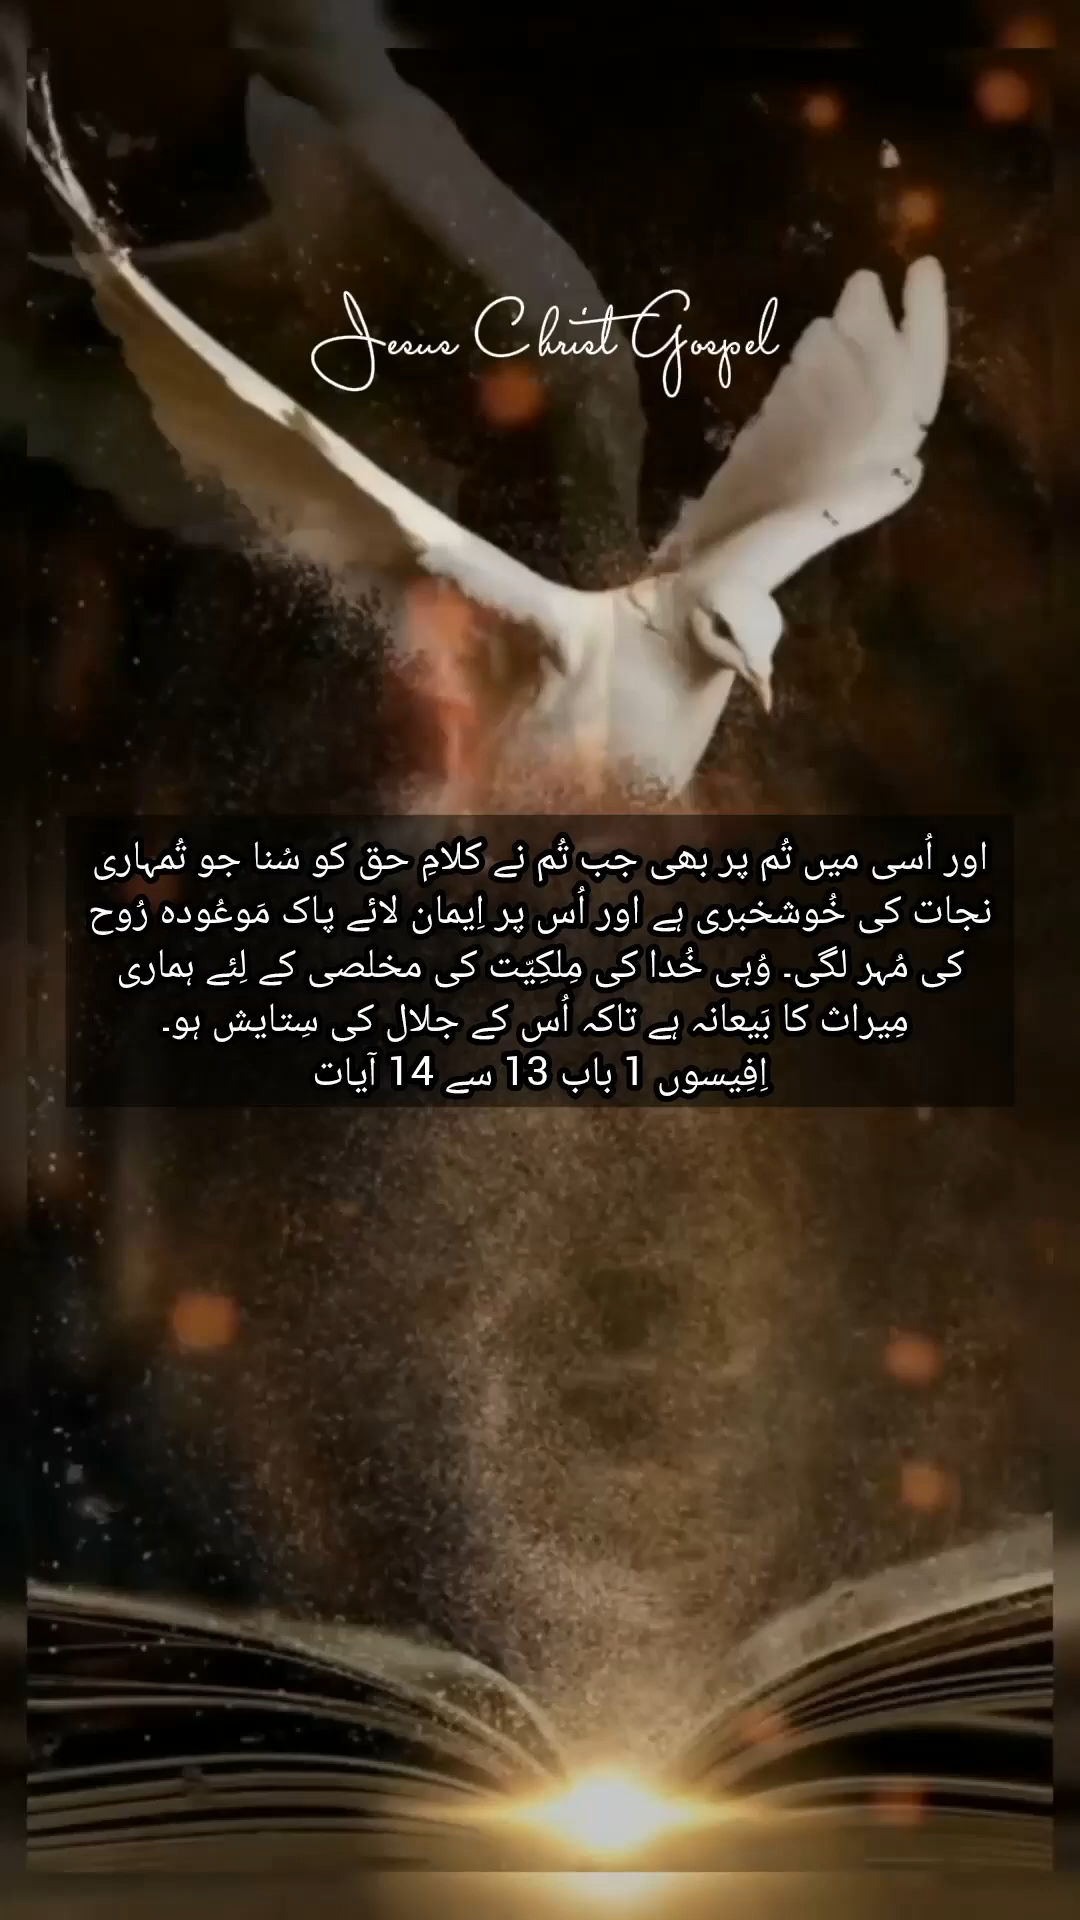 Jesus Christ Gospel
اور اُسی میں تُم پر بھی جب تُم نے کلامِ حق کو سُنا جو تُمہاری
نجات کی خُوشخبری ہے اور اُس پر اِیمان لائے پاک مَوعُودہ رُوح
کی مُہر لگی۔ وُہی خُدا کی مِلکِیّت کی مخلصی کے لِئے ہماری
مِیراث کا بَیعانہ ہے تاکہ اُس کے جلال کی سِتایش ہو۔
اِفِیسوں 1 باب 13 سے 14 آیات